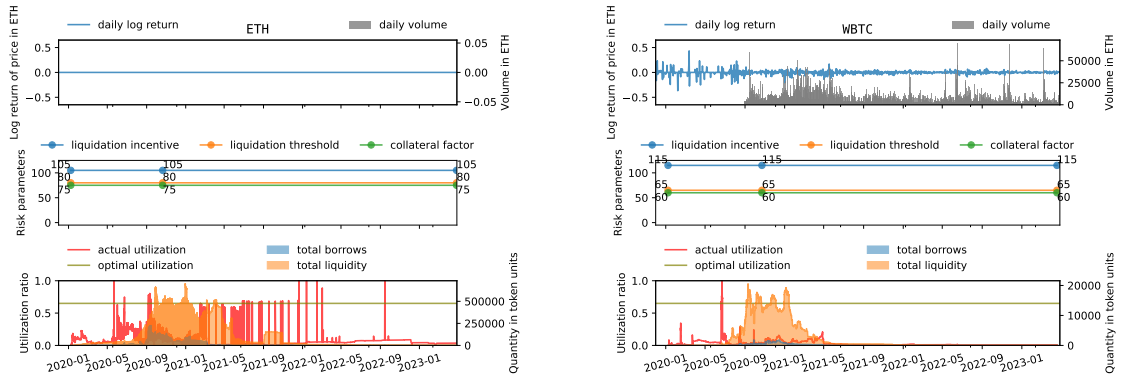 daily log return
daily volume
ETH
Log return of price in ETH
0.5
0.0
−0.5
0.05
0.00
−0.05
Volume in ETH
liquidation incentive
liquidation threshold
collateral factor
Risk parameters
100
50
0
105
80
75
105
80
75
105
80
75
actual utilization
optimal utilization
total borrows
total liquidity
Utilization ratio
1.0
0.5
0.0
500000
250000
0
Quantity in token units
2020-01
2020-05
2020-09
2021-01
2021-05
2021-09
2022-01
2022-05
2022-09
2023-01
daily log return
daily volume
WBTC
Log return of price in ETH
0.5
0.0
−0.5
50000
25000
0
Volume in ETH
liquidation incentive
liquidation threshold
collateral factor
Risk parameters
100
50
0
115
65
60
115
65
60
115
65
60
actual utilization
optimal utilization
total borrows
total liquidity
Utilization ratio
1.0
0.5
0.0
20000
10000
0
Quantity in token units
2020-01
2020-05
2020-09
2021-01
2021-05
2021-09
2022-01
2022-05
2022-09
2023-01